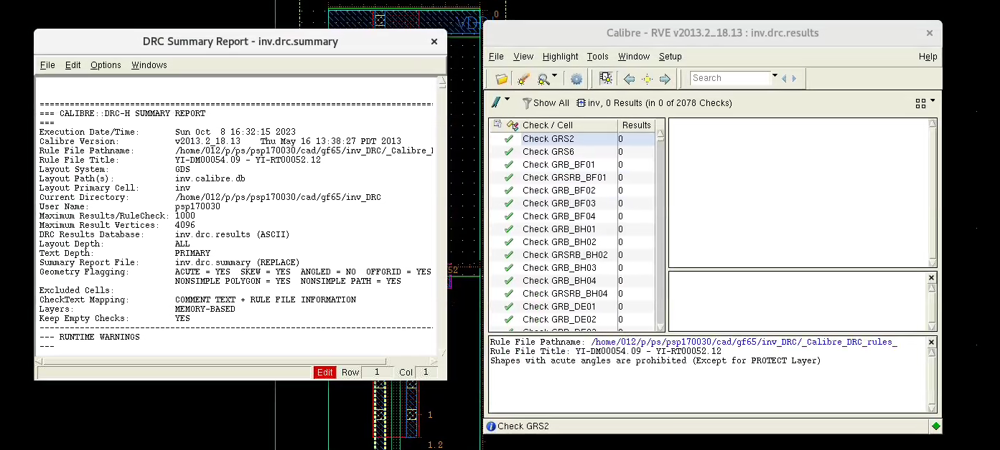 DRC Summary Report - inv.drc.summary
File Edit Options Windows
=== CALIBRE::DRC-H SUMMARY REPORT
===
Execution Date/Time: Sun Oct 8 16:32:15 2023
Calibre Version: v2013.2_18.13 Thu May 16 13:38:27 PDT 2013
Rule File Pathname: /home/012/p/ps/psp170030/cad/gf65/inv_DRC/_Calibre_
Rule File Title: YI-DM00054.09 - YI-RT00052.12
Layout System: GDS
Layout Path(s): inv.calibre.db
Layout Primary Cell: inv
Current Directory: /home/012/p/ps/psp170030/cad/gf65/inv_DRC
User Name: psp170030
Maximum Results/RuleCheck: 1000
Maximum Result Vertices: 4096
DRC Results Database: inv.drc.results (ASCII)
Layout Depth: ALL
Text Depth: PRIMARY
Summary Report File: inv.drc.summary (REPLACE)
Geometry Flagging: ACUTE = YES SKEW = YES ANGLED = NO OFFGRID = YES
NONSIMPLE POLYGON = YES NONSIMPLE PATH = YES
Excluded Cells:
CheckText Mapping: COMMENT TEXT + RULE FILE INFORMATION
Layers: MEMORY-BASED
Keep Empty Checks: YES
--- RUNTIME WARNINGS
---
Edit Row 1 Col 1
0
52
1
1.2
Calibre - RVE v2013.2_18.13 : inv.drc.results
File View Highlight Tools Window Setup Help
Search
Show All inv, 0 Results (in 0 of 2078 Checks)
Check / Cell Results
Check GRS2 0
Check GRS6 0
Check GRB_BF01 0
Check GRSRB_BF01 0
Check GRB_BF02 0
Check GRB_BF03 0
Check GRB_BF04 0
Check GRB_BH01 0
Check GRB_BH02 0
Check GRSRB_BH02 0
Check GRB_BH03 0
Check GRB_BH04 0
Check GRSRB_BH04 0
Check GRB_DE01 0
Check GRB_DE02 0
Rule File Pathname: /home/012/p/ps/psp170030/cad/gf65/inv_DRC/_Calibre_DRC_rules_
Rule File Title: YI-DM00054.09 - YI-RT00052.12
Shapes with acute angles are prohibited (Except for PROTECT Layer)
Check GRS2